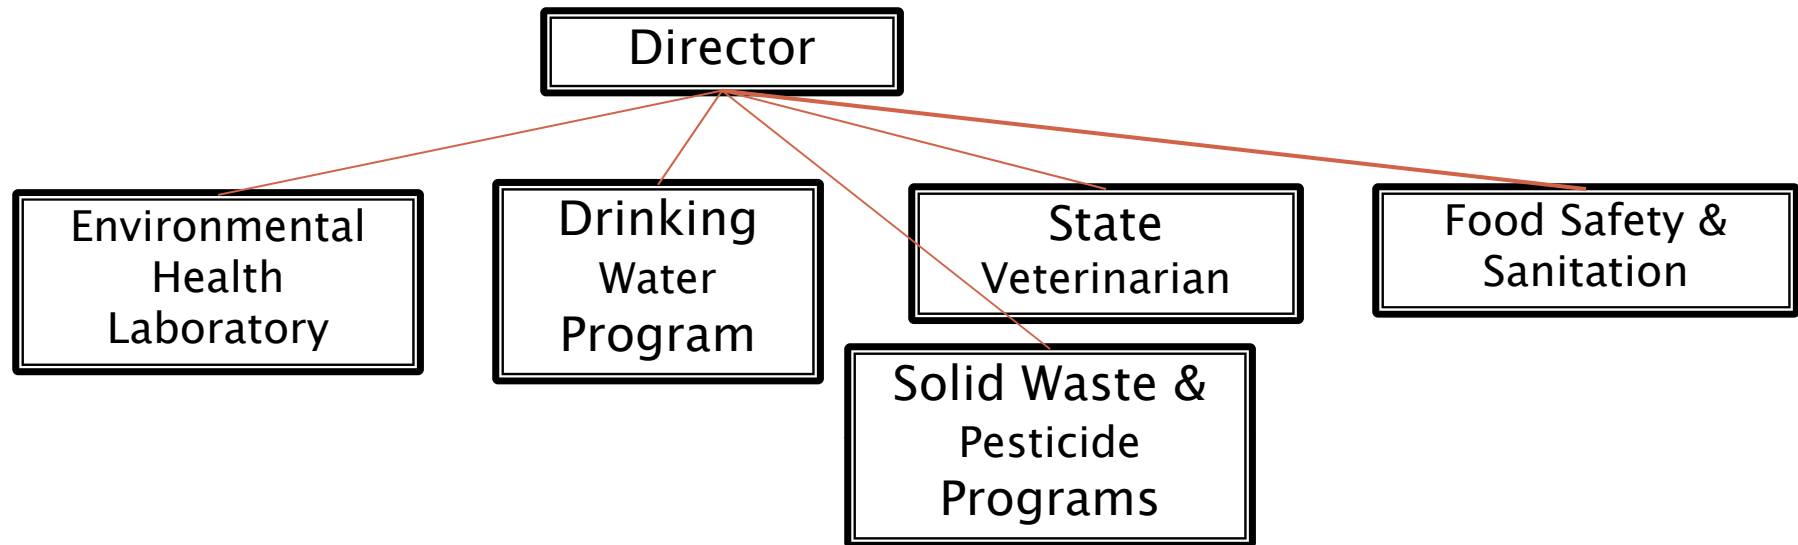 Director
Environmental
Health
Laboratory
Drinking
Water
Program
State
Veterinarian
Food Safety &
Sanitation
Solid Waste &
Pesticide
Programs